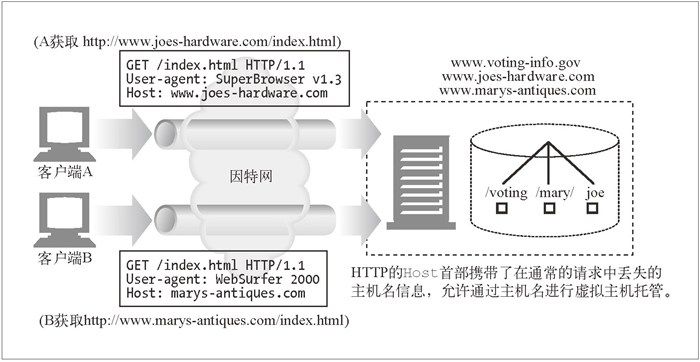 (A获取 http://www.joes-hardware.com/index.html)
GET /index.html HTTP/1.1
User-agent: SuperBrowser v1.3
Host: www.joes-hardware.com
www.voting-info.gov
www.joes-hardware.com
www.marys-antiques.com
客户端A
因特网
/voting /mary/ joe
客户端B
GET /index.html HTTP/1.1
User-agent: WebSurfer 2000
Host: marys-antiques.com
(B获取http://www.marys-antiques.com/index.html)
HTTP的Host首部携带了在通常的请求中丢失的
主机名信息，允许通过主机名进行虚拟主机托管。